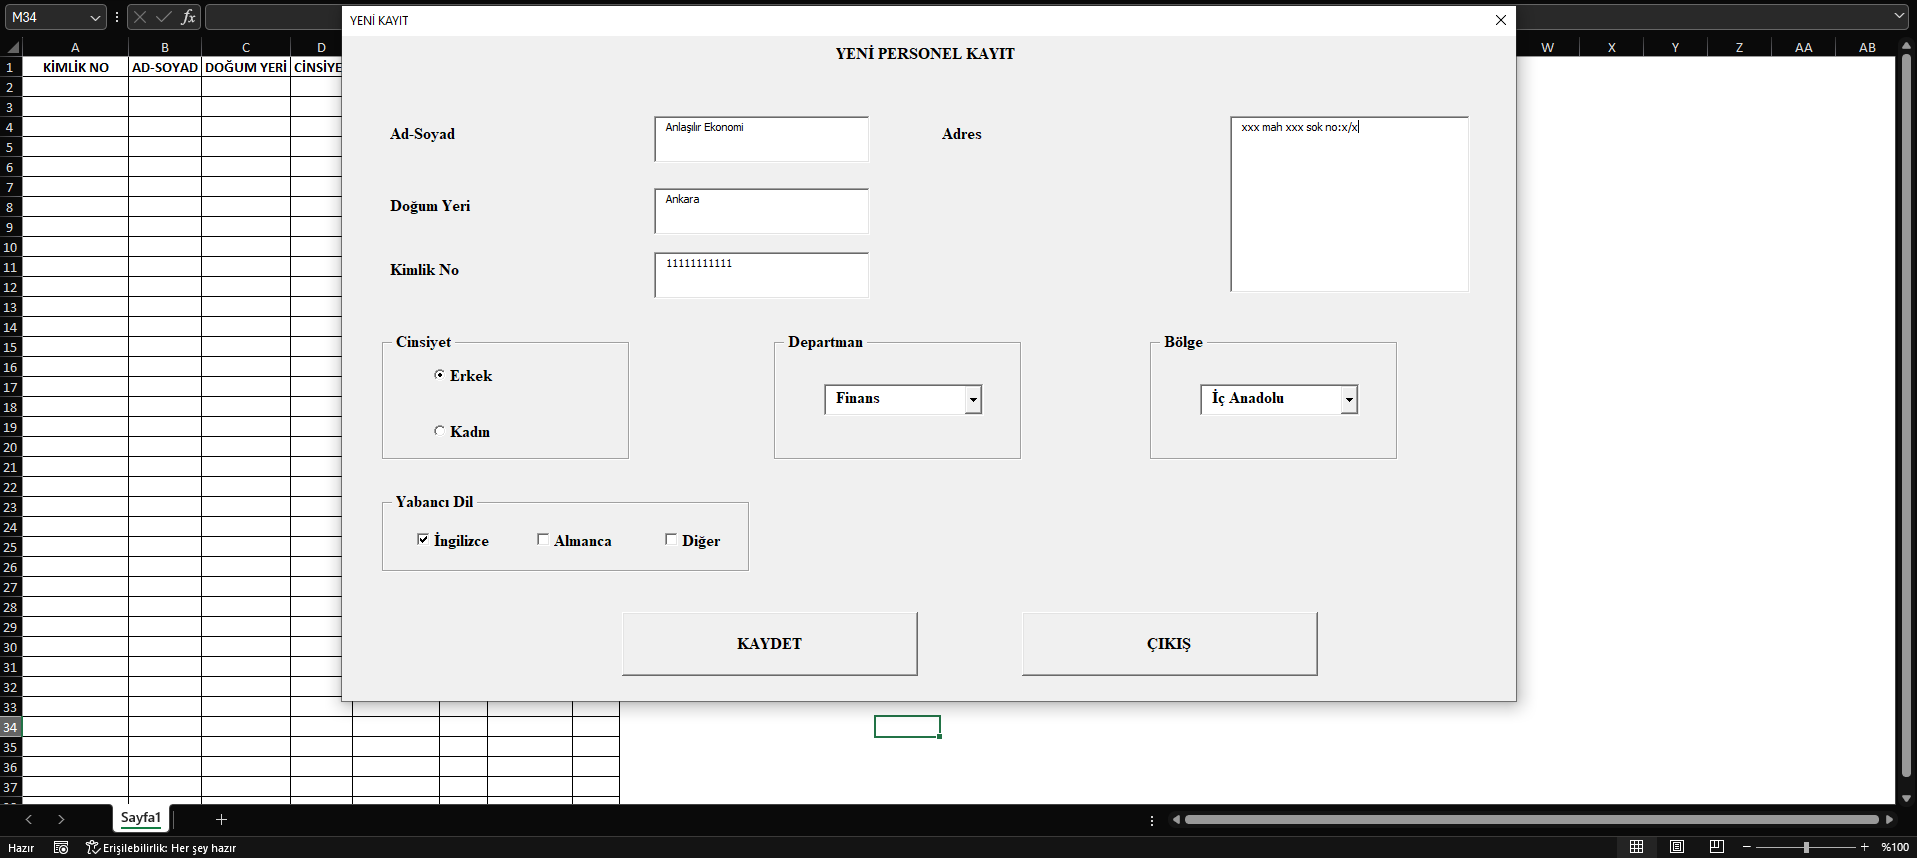 M34
fx
YENİ KAYIT
A B C D W X Y Z AA AB
1 KİMLİK NO AD-SOYAD DOĞUM YERİ CİNSİYE
YENİ PERSONEL KAYIT
2
3
4
5
6
7
8
9
10
11
12
13
14
15
16
17
18
19
20
21
22
23
24
25
26
27
28
29
30
31
32
33
34
35
36
37
Ad-Soyad Anlaşılır Ekonomi Adres xxx mah xxx sok no:x/x
Doğum Yeri Ankara
Kimlik No 11111111111
Cinsiyet Departman Bölge
Erkek
Finans İç Anadolu
Kadın
Yabancı Dil
İngilizce Almanca Diğer
KAYDET ÇIKIŞ
Sayfa1
Hazır Erişilebilirlik: Her şey hazır %100